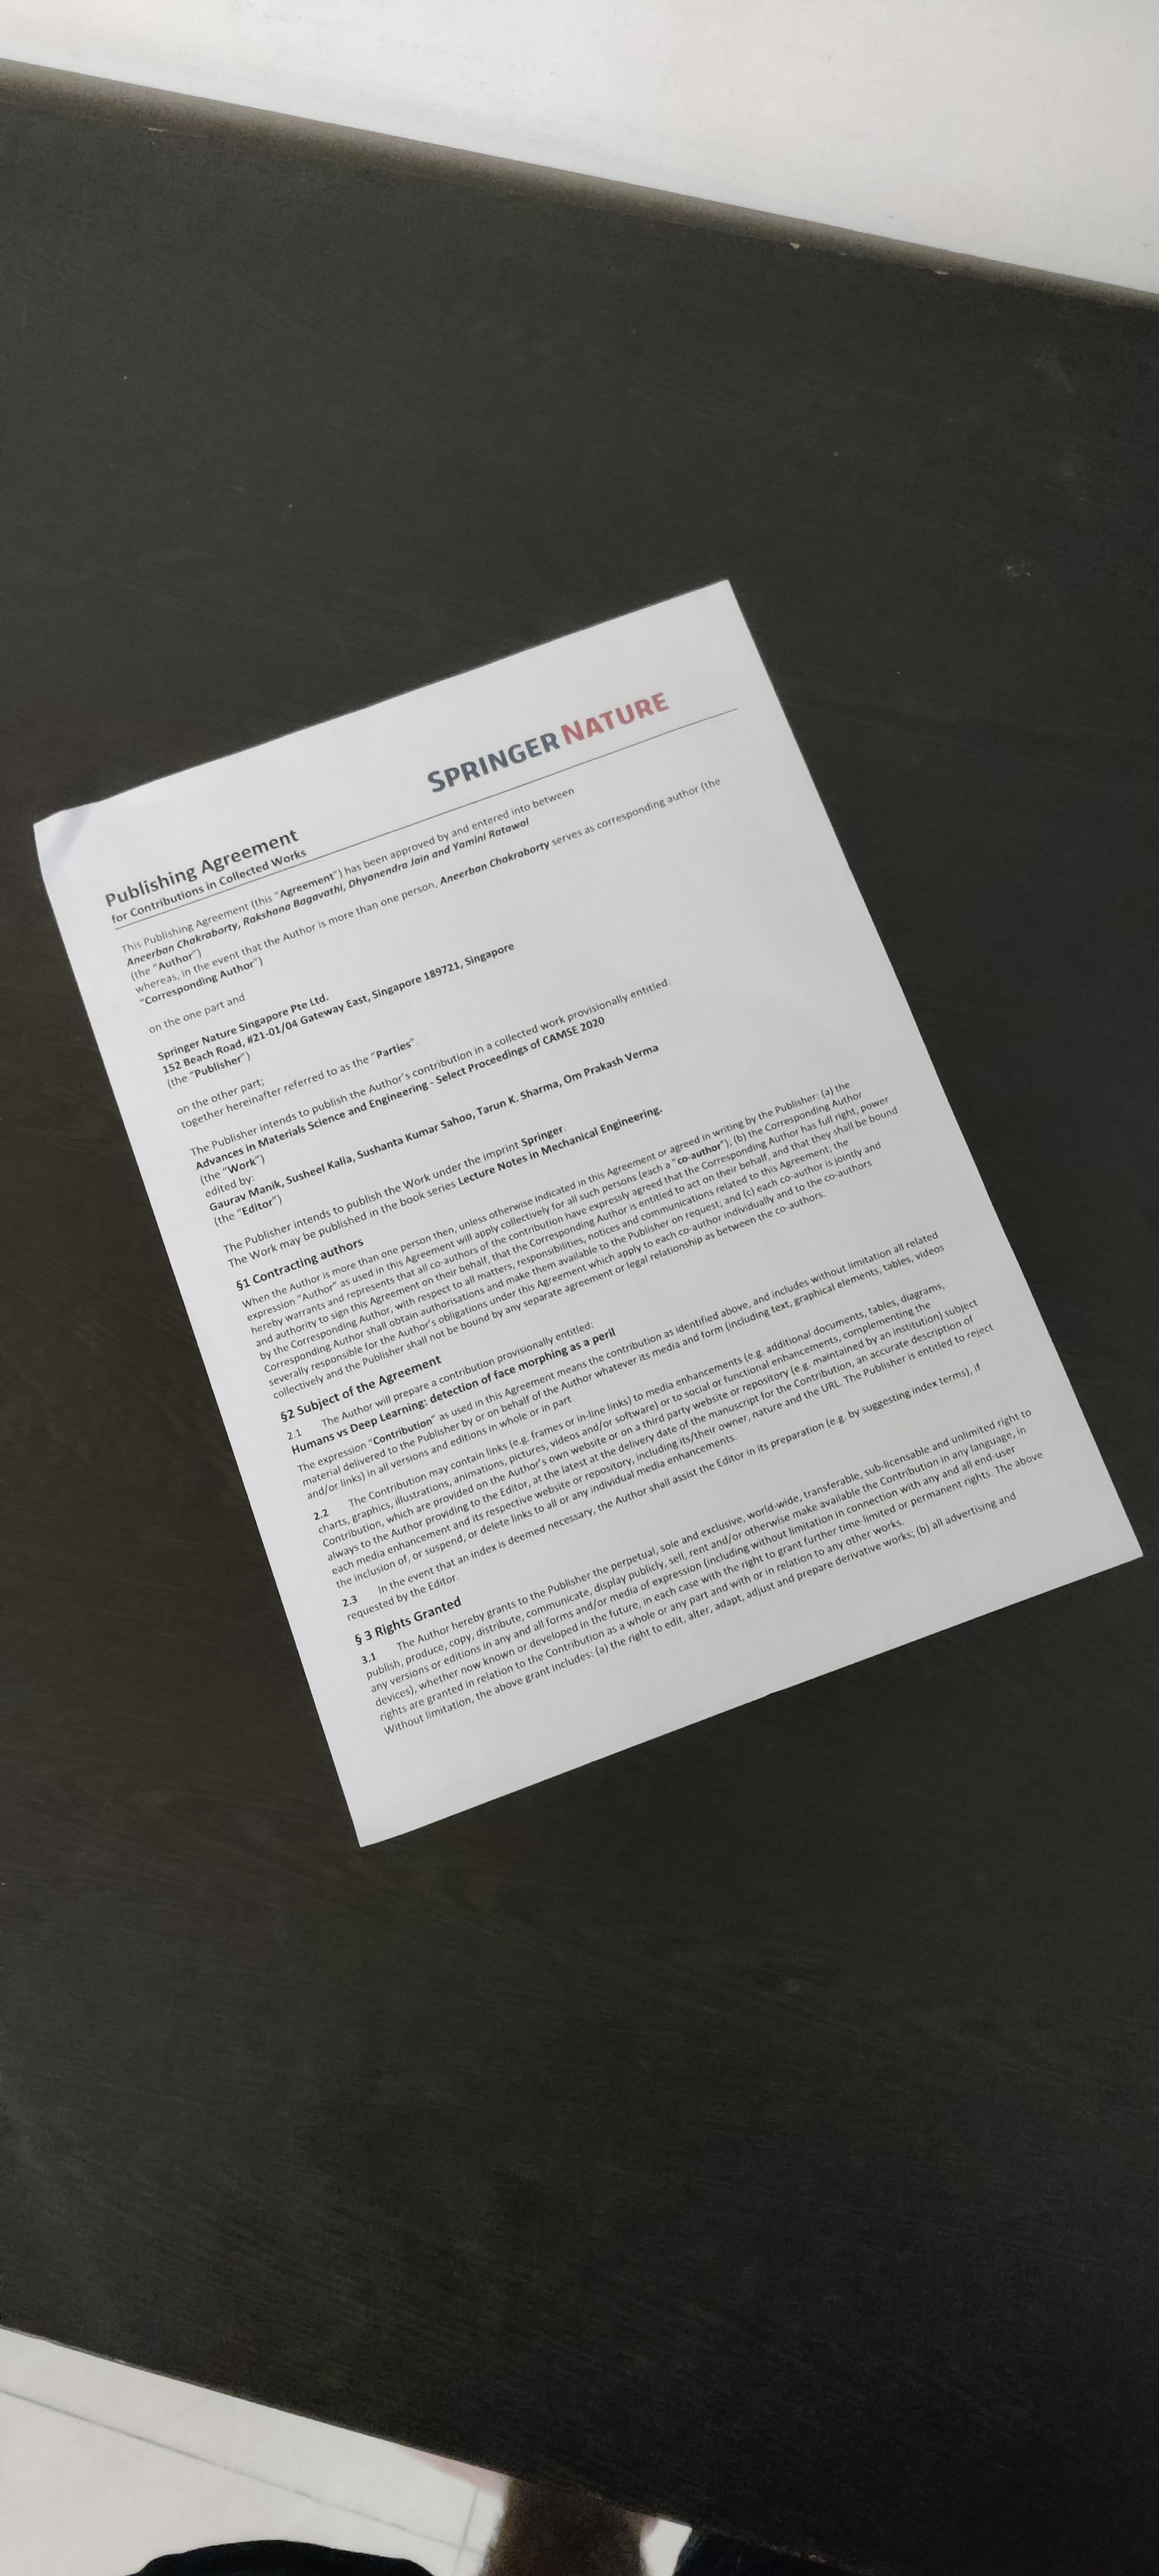 SPRINGER NATURE
Publishing Agreement
for Contributions in Collected Works
This Publishing Agreement (this “Agreement”) has been approved by and entered into between
Aneerban Chakraborty, Rakshana Bagavathi, Dhyanendra Jain and Yamini Ratawal
(the “Author”)
whereas, in the event that the Author is more than one person, Aneerban Chakraborty serves as corresponding author (the
“Corresponding Author”)
on the one part and
Springer Nature Singapore Pte Ltd.
152 Beach Road, #21-01/04 Gateway East, Singapore 189721, Singapore
(the “Publisher”)
on the other part;
together hereinafter referred to as the “Parties”.
The Publisher intends to publish the Author’s contribution in a collected work provisionally entitled:
Advances in Materials Science and Engineering - Select Proceedings of CAMSE 2020
(the “Work”)
edited by:
Gaurav Manik, Susheel Kalia, Sushanta Kumar Sahoo, Tarun K. Sharma, Om Prakash Verma
(the “Editor”)
The Publisher intends to publish the Work under the imprint Springer.
The Work may be published in the book series Lecture Notes in Mechanical Engineering.
§1 Contracting authors
When the Author is more than one person then, unless otherwise indicated in this Agreement or agreed in writing by the Publisher: (a) the
expression “Author” as used in this Agreement will apply collectively for all such persons (each a “co-author”); (b) the Corresponding Author
hereby warrants and represents that all co-authors of the contribution have expressly agreed that the Corresponding Author has full right, power
and authority to sign this Agreement on their behalf, that the Corresponding Author is entitled to act on their behalf, and that they shall be bound
by the Corresponding Author, with respect to all matters, responsibilities, notices and communications related to this Agreement; the
Corresponding Author shall obtain authorisations and make them available to the Publisher on request; and (c) each co-author is jointly and
severally responsible for the Author’s obligations under this Agreement which apply to each co-author individually and to the co-authors
collectively and the Publisher shall not be bound by any separate agreement or legal relationship as between the co-authors.
§2 Subject of the Agreement
2.1 The Author will prepare a contribution provisionally entitled:
Humans vs Deep Learning: detection of face morphing as a peril
The expression “Contribution” as used in this Agreement means the contribution as identified above, and includes without limitation all related
material delivered to the Publisher by or on behalf of the Author whatever its media and form (including text, graphical elements, tables, videos
and/or links) in all versions and editions in whole or in part.
2.2 The Contribution may contain links (e.g. frames or in-line links) to media enhancements (e.g. additional documents, tables, diagrams,
charts, graphics, illustrations, animations, pictures, videos and/or software) or to social or functional enhancements, complementing the
Contribution, which are provided on the Author’s own website or on a third party website or repository (e.g. maintained by an institution) subject
always to the Author providing to the Editor, at the latest at the delivery date of the manuscript for the Contribution, an accurate description of
each media enhancement and its respective website or repository, including its/their owner, nature and the URL. The Publisher is entitled to reject
the inclusion of, or suspend, or delete links to all or any individual media enhancements.
2.3 In the event that an index is deemed necessary, the Author shall assist the Editor in its preparation (e.g. by suggesting index terms), if
requested by the Editor.
§ 3 Rights Granted
3.1 The Author hereby grants to the Publisher the perpetual, sole and exclusive, world-wide, transferable, sub-licensable and unlimited right to
publish, produce, copy, distribute, communicate, display publicly, sell, rent and/or otherwise make available the Contribution in any language, in
any versions or editions in any and all forms and/or media of expression (including without limitation in connection with any and all end-user
devices), whether now known or developed in the future, in each case with the right to grant further time-limited or permanent rights. The above
rights are granted in relation to the Contribution as a whole or any part and with or in relation to any other works.
Without limitation, the above grant includes: (a) the right to edit, alter, adapt, adjust and prepare derivative works; (b) all advertising and